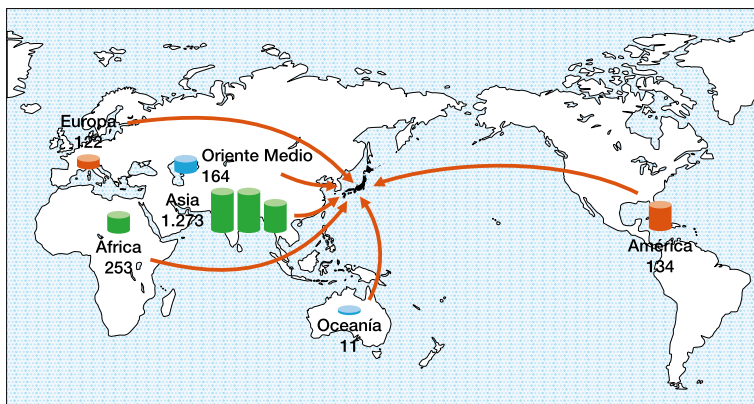 Europa
122
Oriente Medio
164
Asia
1.273
África
253
América
134
Oceanía
11